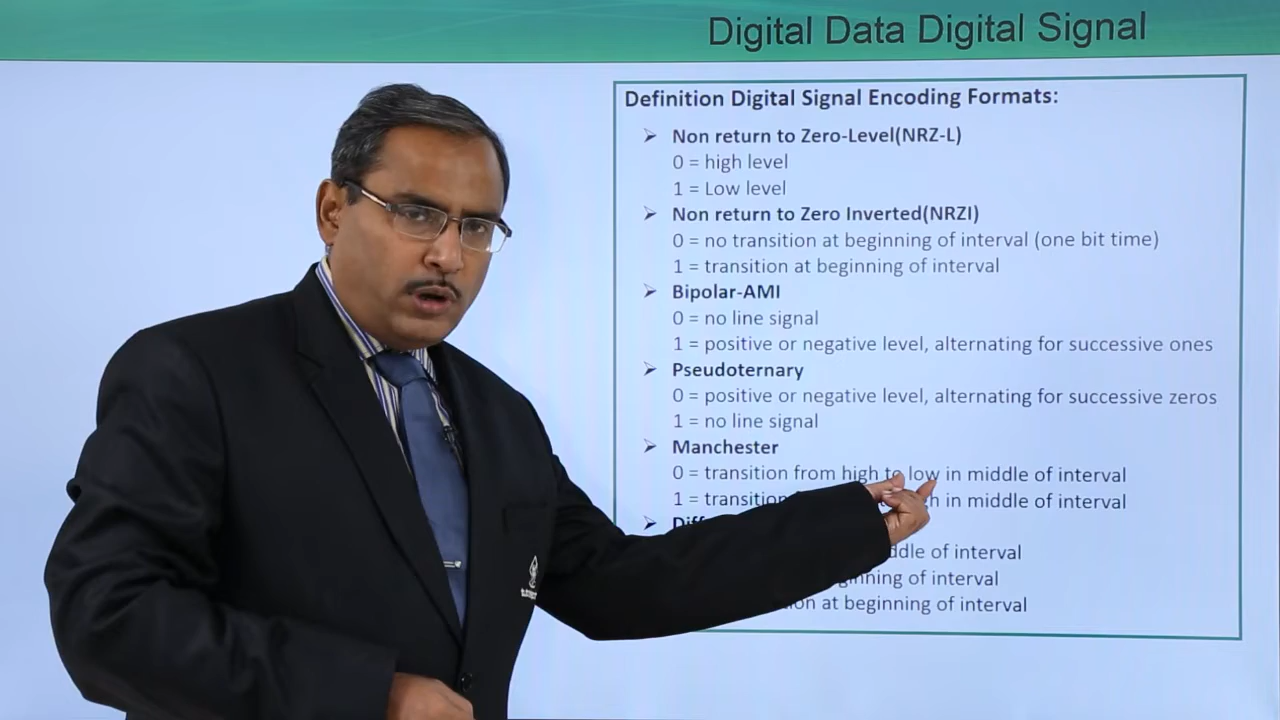 Digital Data Digital Signal
Definition Digital Signal Encoding Formats:
➢ Non return to Zero-Level(NRZ-L)
0 = high level
1 = Low level
➢ Non return to Zero Inverted(NRZI)
0 = no transition at beginning of interval (one bit time)
1 = transition at beginning of interval
➢ Bipolar-AMI
0 = no line signal
1 = positive or negative level, alternating for successive ones
➢ Pseudoternary
0 = positive or negative level, alternating for successive zeros
1 = no line signal
➢ Manchester
0 = transition from high to low in middle of interval
1 = in middle of interval
➢
of interval
of interval
at beginning of interval